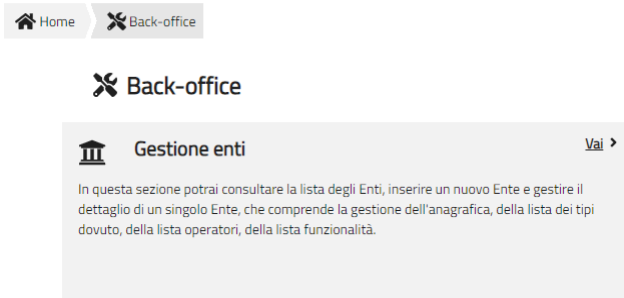 Home Back-office
Back-office
Gestione enti Vai
In questa sezione potrai consultare la lista degli Enti, inserire un nuovo Ente e gestire il
dettaglio di un singolo Ente, che comprende la gestione dell'anagrafica, della lista dei tipi
dovuto, della lista operatori, della lista funzionalità.